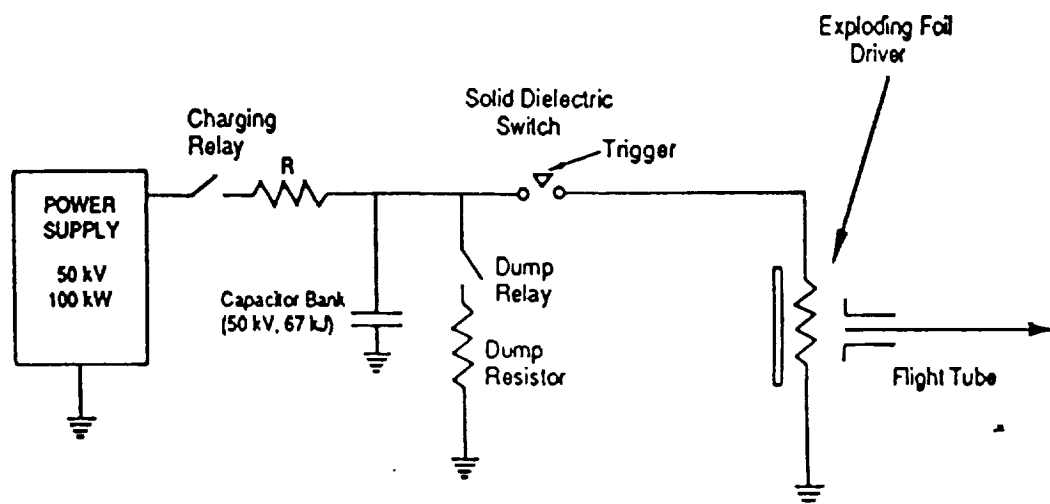 Exploding Foil
Driver
Solid Dielectric
Switch
Trigger
Charging
Relay
R
POWER
SUPPLY
50 kV
100 kW
Capacitor Bank
(50 kV, 67 kJ)
Dump
Relay
Dump
Resistor
Flight Tube